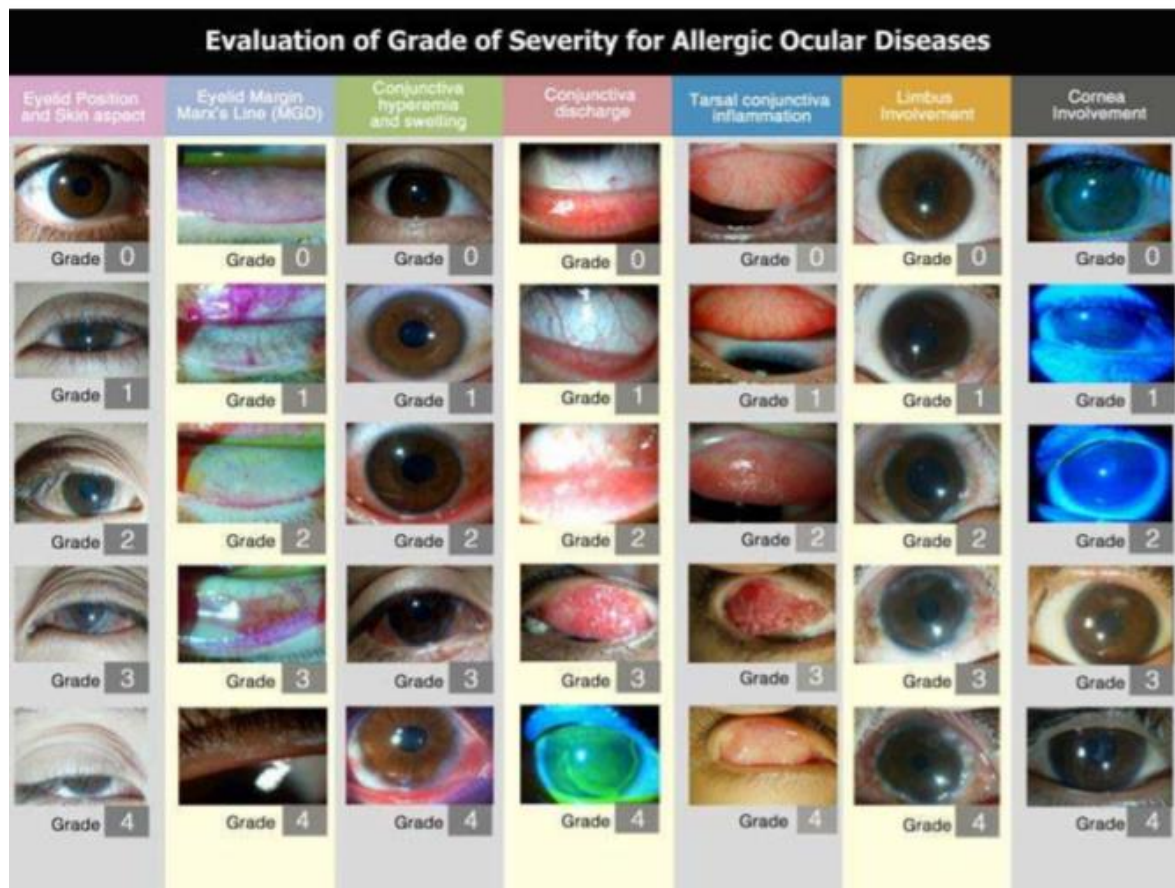 Evaluation of Grade of Severity for Allergic Ocular Diseases
Eyelid Position
and Skin aspect
Eyelid Margin
Marx's Line (MGD)
Conjunctiva
hyperemia
and swelling
Conjunctiva
discharge
Tarsal conjunctiva
inflammation
Limbus
Involvement
Cornea
Involvement
Grade 0 Grade 0 Grade 0 Grade 0 Grade 0 Grade 0 Grade 0
Grade 1 Grade 1 Grade 1 Grade 1 Grade 1 Grade 1 Grade 1
Grade 2 Grade 2 Grade 2 Grade 2 Grade 2 Grade 2 Grade 2
Grade 3 Grade 3 Grade 3 Grade 3 Grade 3 Grade 3 Grade 3
Grade 4 Grade 4 Grade 4 Grade 4 Grade 4 Grade 4 Grade 4